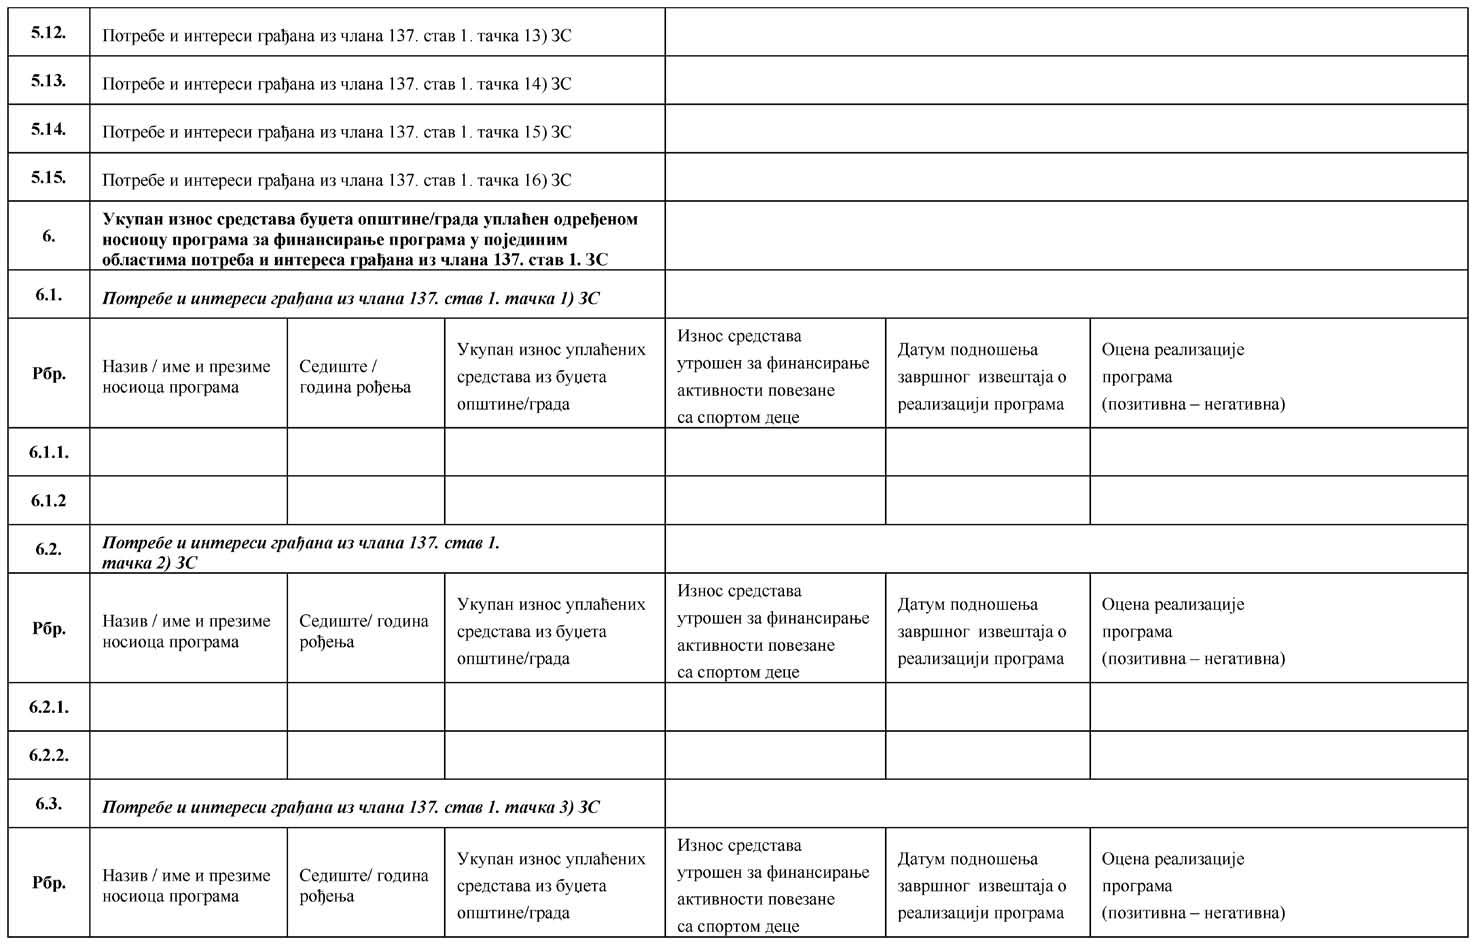 5.12. Потребе и интереси грађана из члана 137. став 1. тачка 13) ЗС
5.13. Потребе и интереси грађана из члана 137. став 1. тачка 14) ЗС
5.14. Потребе и интереси грађана из члана 137. став 1. тачка 15) ЗС
5.15. Потребе и интереси грађана из члана 137. став 1. тачка 16) ЗС
6.
Укупан износ средстава буџета општине/града уплаћен одређеном
носиоцу програма за финансирање програма у појединим
областима потреба и интереса грађана из члана 137. став 1. ЗС
6.1. Потребе и интереси грађана из члана 137. став 1. тачка 1) ЗС
Рбр.
Назив / име и презиме
носиоца програма
Седиште /
година рођења
Укупан износ уплаћених
средстава из буџета
општине/града
Износ средстава
утрошен за финансирање
активности повезане
са спортом деце
Датум подношења
завршног извештаја о
реализацији програма
Оцена реализације
програма
(позитивна – негативна)
6.1.1.
6.1.2
6.2.
Потребе и интереси грађана из члана 137. став 1.
тачка 2) ЗС
Рбр.
Назив / име и презиме
носиоца програма
Седиште/ година
рођења
Укупан износ уплаћених
средстава из буџета
општине/града
Износ средстава
утрошен за финансирање
активности повезане
са спортом деце
Датум подношења
завршног извештаја о
реализацији програма
Оцена реализације
програма
(позитивна – негативна)
6.2.1.
6.2.2.
6.3. Потребе и интереси грађана из члана 137. став 1. тачка 3) ЗС
Рбр.
Назив / име и презиме
носиоца програма
Седиште/ година
рођења
Укупан износ уплаћених
средстава из буџета
општине/града
Износ средстава
утрошен за финансирање
активности повезане
са спортом деце
Датум подношења
завршног извештаја о
реализацији програма
Оцена реализације
програма
(позитивна – негативна)